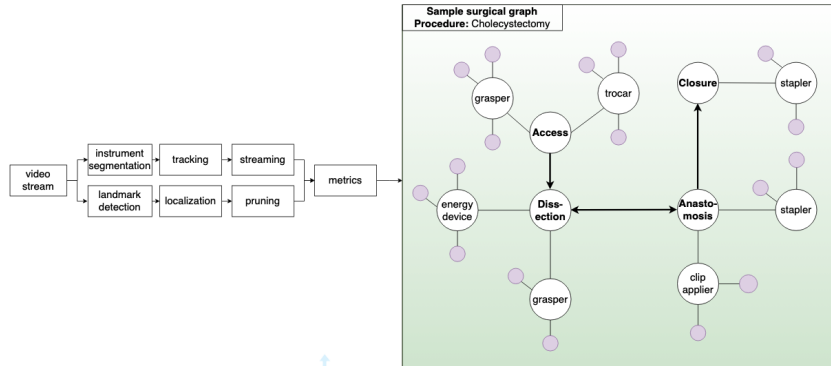 Sample surgical graph
Procedure: Cholecystectomy
video
stream
instrument
segmentation
tracking
streaming
landmark
detection
localization
pruning
metrics
grasper
trocar
Access
Closure
stapler
energy
device
Diss-
ection
Anasto-
mosis
stapler
grasper
clip
applier